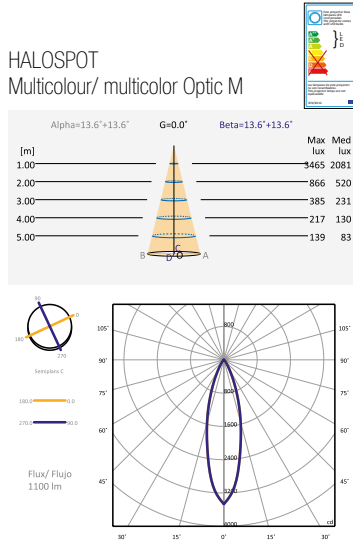 HALOSPOT
Multicolour/ multicolor Optic M
L
E
D
Alpha=13.6°+13.6° G=0.0° Beta=13.6°+13.6°
Max Med
[m] lux lux
1.00 3465 2081
2.00 866 520
3.00 385 231
4.00 217 130
5.00 139 83
C
B D O A
90
0
180
270
Semiplans C
180.0 0.0
270.0 90.0
Flux/ Flujo
1100 lm
105° 800 105°
90° 90°
75° 800 75°
60° 1600 60°
2400
45° 3200 45°
4000 cd
30° 15° 0° 15° 30°